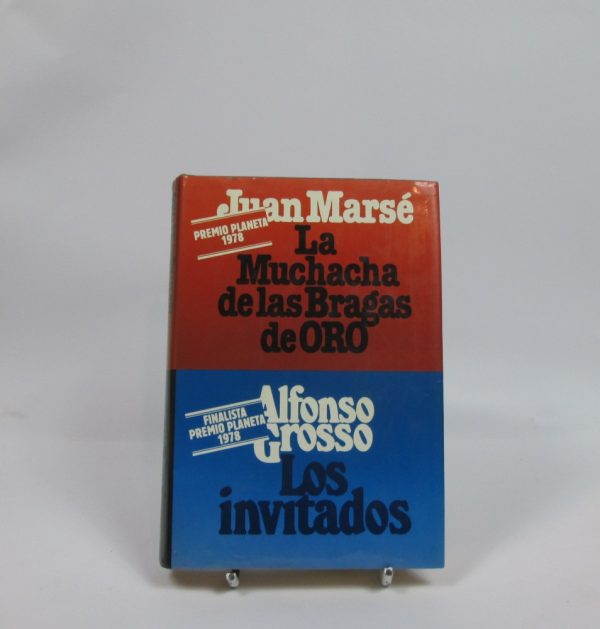 Juan Marsé
PREMIO PLANETA
1978
La
Muchacha
de las Bragas
de ORO
Alfonso
Grosso
FINALISTA
PREMIO PLANETA
1978
Los
invitados